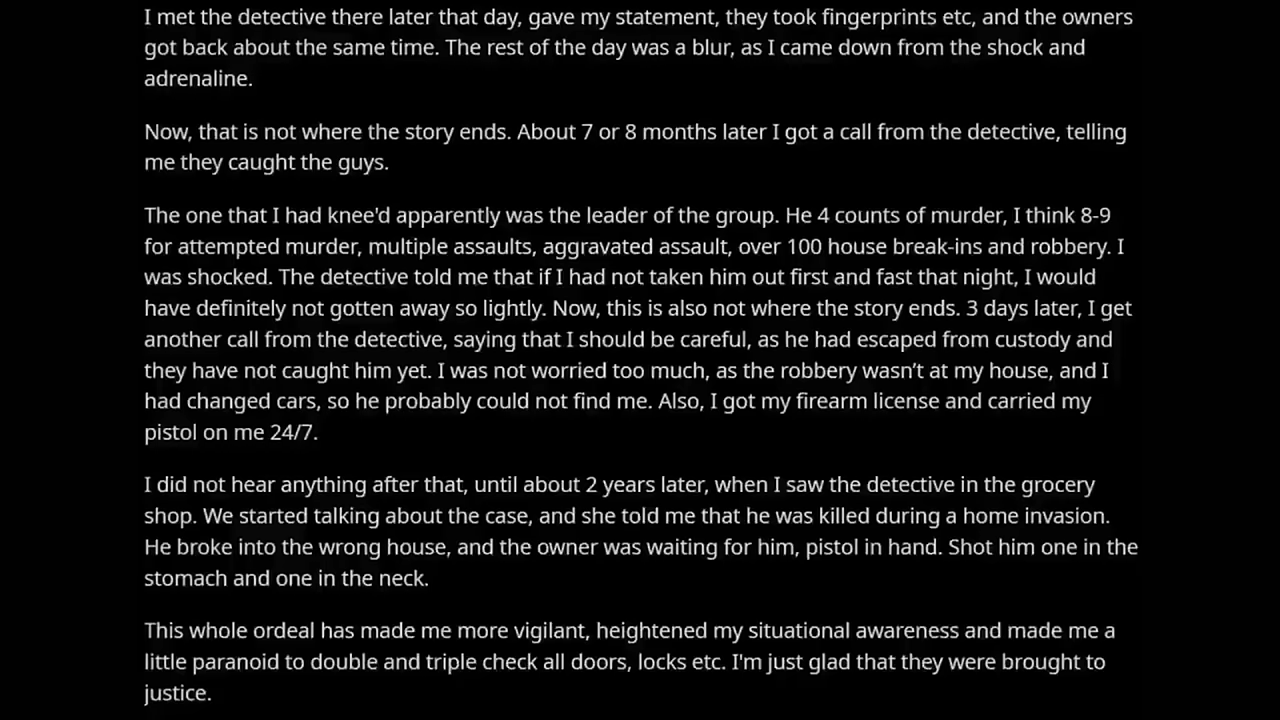 I met the detective there later that day, gave my statement, they took fingerprints etc, and the owners
got back about the same time. The rest of the day was a blur, as I came down from the shock and
adrenaline.
Now, that is not where the story ends. About 7 or 8 months later I got a call from the detective, telling
me they caught the guys.
The one that I had knee'd apparently was the leader of the group. He 4 counts of murder, I think 8-9
for attempted murder, multiple assaults, aggravated assault, over 100 house break-ins and robbery. I
was shocked. The detective told me that if I had not taken him out first and fast that night, I would
have definitely not gotten away so lightly. Now, this is also not where the story ends. 3 days later, I get
another call from the detective, saying that I should be careful, as he had escaped from custody and
they have not caught him yet. I was not worried too much, as the robbery wasn’t at my house, and I
had changed cars, so he probably could not find me. Also, I got my firearm license and carried my
pistol on me 24/7.
I did not hear anything after that, until about 2 years later, when I saw the detective in the grocery
shop. We started talking about the case, and she told me that he was killed during a home invasion.
He broke into the wrong house, and the owner was waiting for him, pistol in hand. Shot him one in the
stomach and one in the neck.
This whole ordeal has made me more vigilant, heightened my situational awareness and made me a
little paranoid to double and triple check all doors, locks etc. I'm just glad that they were brought to
justice.